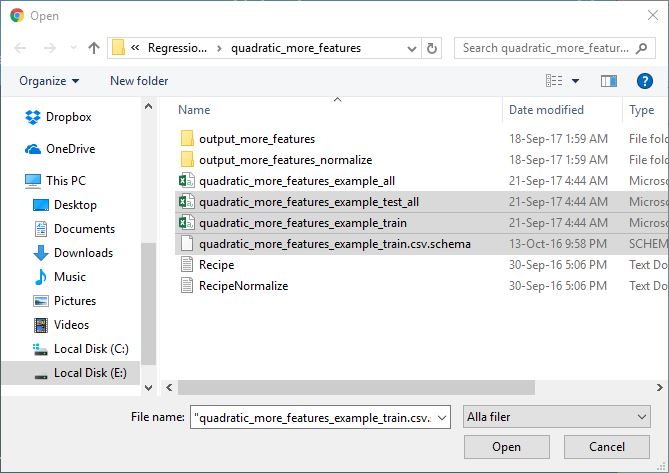 Open
« Regressio... › quadratic_more_features
Search quadratic_more_featur...
Organize New folder
Name Date modified Type
Dropbox
OneDrive
This PC
Desktop
Documents
Downloads
Music
Pictures
Videos
Local Disk (C:)
Local Disk (E:)
output_more_features 18-Sep-17 1:59 AM File fold
output_more_features_normalize 18-Sep-17 1:59 AM File fold
quadratic_more_features_example_all 21-Sep-17 4:44 AM Microso
quadratic_more_features_example_test_all 21-Sep-17 4:44 AM Microso
quadratic_more_features_example_train 21-Sep-17 4:44 AM Microso
quadratic_more_features_example_train.csv.schema 13-Oct-16 9:58 PM SCHEM
Recipe 30-Sep-16 5:06 PM Text Do
RecipeNormalize 30-Sep-16 5:06 PM Text Do
File name: "quadratic_more_features_example_train.csv.
Alla filer
Open Cancel